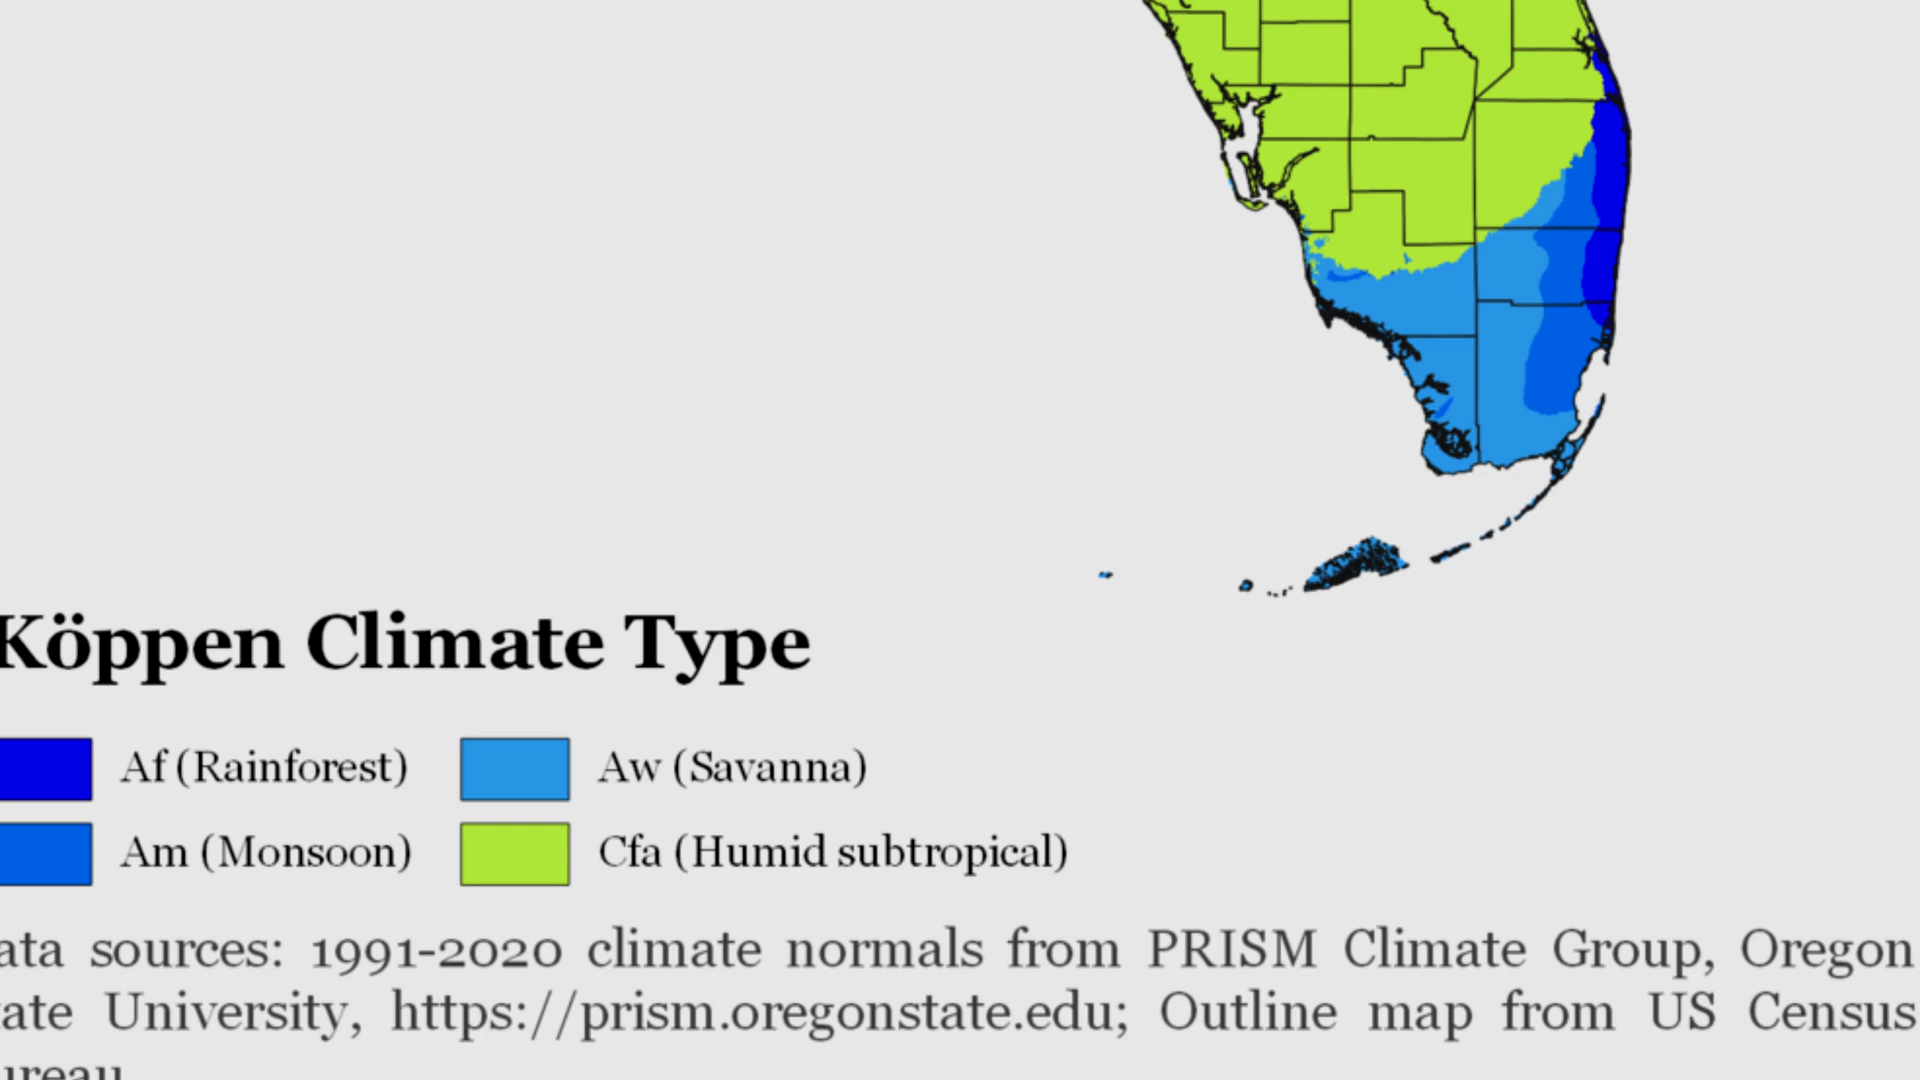 Köppen Climate Type
Af (Rainforest) Aw (Savanna)
Am (Monsoon) Cfa (Humid subtropical)
ata sources: 1991-2020 climate normals from PRISM Climate Group, Oregon
ate University, https://prism.oregonstate.edu; Outline map from US Census
ureau